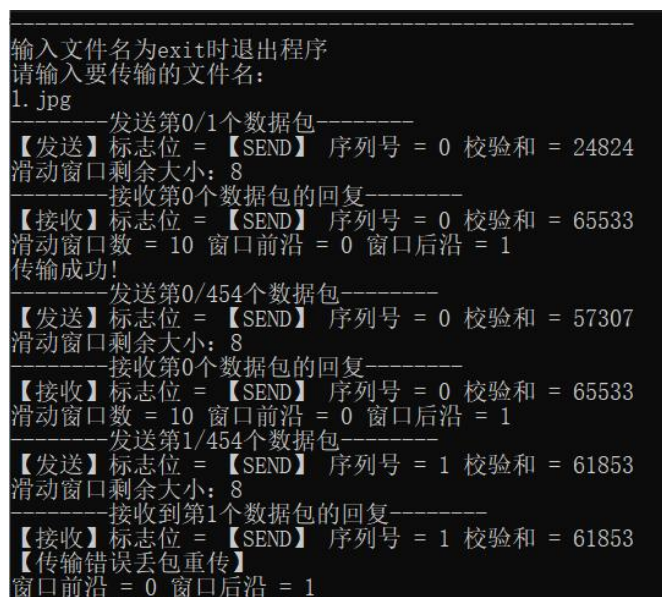 ----------------------------------------------------
输入文件名为exit时退出程序
请输入要传输的文件名:
1.jpg
--------发送第0/1个数据包--------
【发送】标志位 = 【SEND】 序列号 = 0 校验和 = 24824
滑动窗口剩余大小: 8
--------接收第0个数据包的回复--------
【接收】标志位 = 【SEND】 序列号 = 0 校验和 = 65533
滑动窗口数 = 10 窗口前沿 = 0 窗口后沿 = 1
传输成功!
--------发送第0/454个数据包--------
【发送】标志位 = 【SEND】 序列号 = 0 校验和 = 57307
滑动窗口剩余大小: 8
--------接收第0个数据包的回复--------
【接收】标志位 = 【SEND】 序列号 = 0 校验和 = 65533
滑动窗口数 = 10 窗口前沿 = 0 窗口后沿 = 1
--------发送第1/454个数据包--------
【发送】标志位 = 【SEND】 序列号 = 1 校验和 = 61853
滑动窗口剩余大小: 8
--------接收到第1个数据包的回复--------
【接收】标志位 = 【SEND】 序列号 = 1 校验和 = 61853
【传输错误丢包重传】
窗口前沿 = 0 窗口后沿 = 1